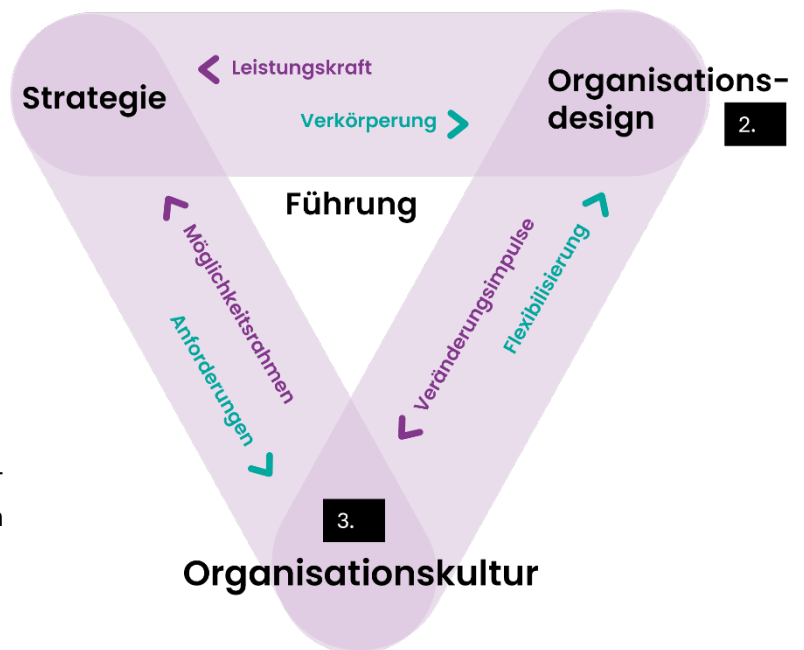 Strategie
Leistungskraft
Verkörperung
Organisations-
design
2.
Führung
Möglichkeitsrahmen
Anforderungen
Veränderungsimpulse
Flexibilisierung
3.
Organisationskultur